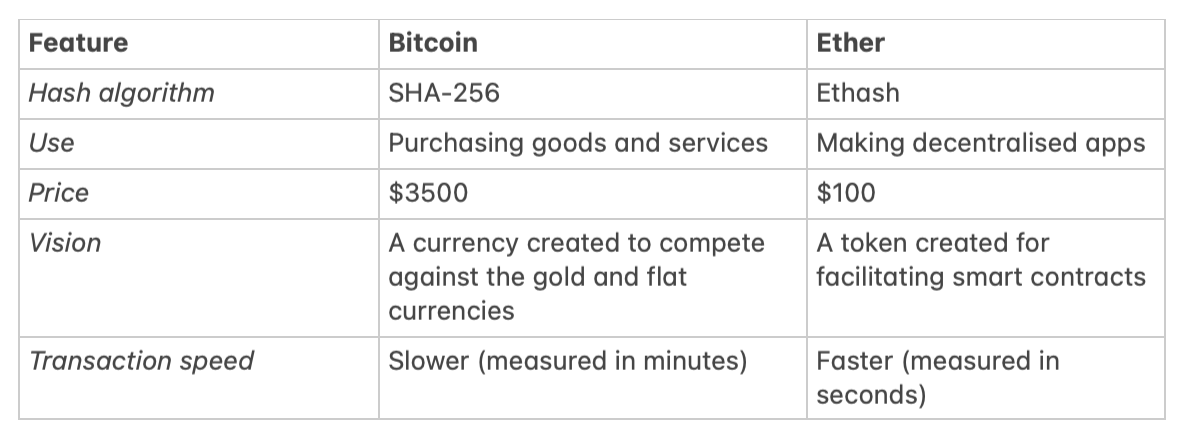 Feature Bitcoin Ether
Hash algorithm SHA-256 Ethash
Use Purchasing goods and services Making decentralised apps
Price $3500 $100
Vision A currency created to compete A token created for
against the gold and flat facilitating smart contracts
currencies
Transaction speed Slower (measured in minutes) Faster (measured in
seconds)